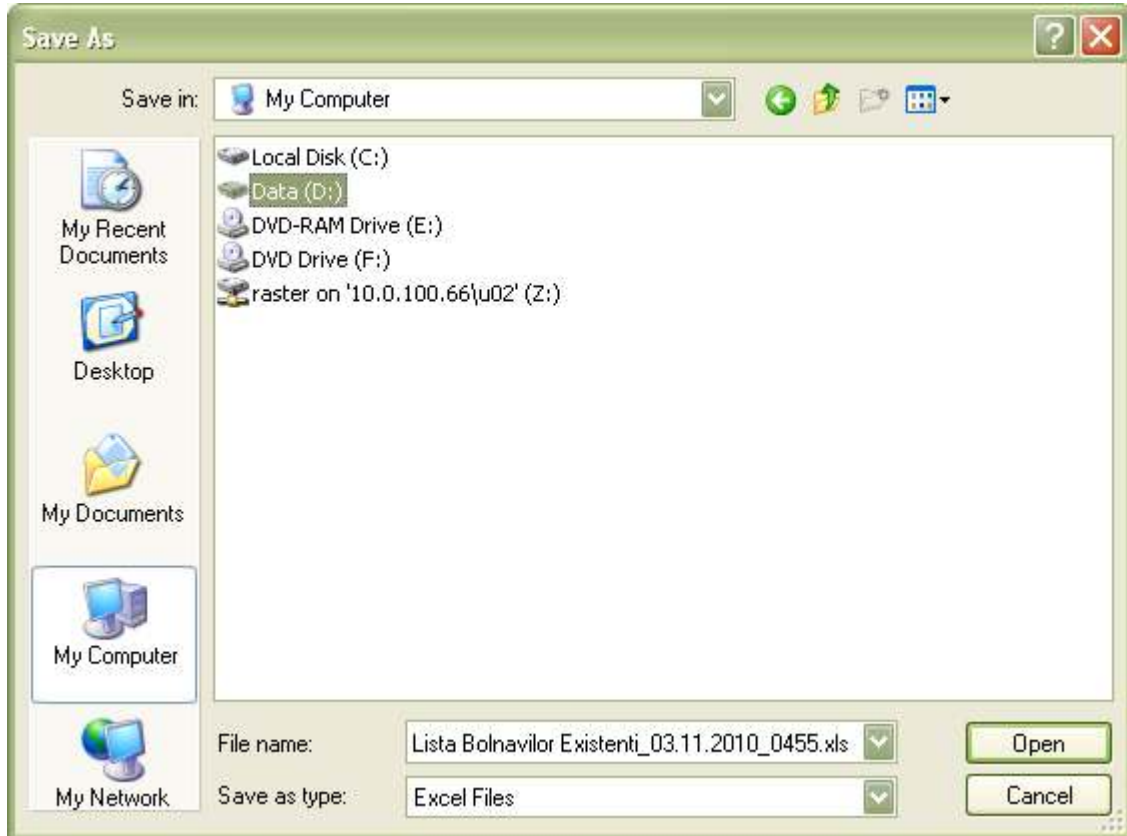 Save As
Save in:
My Computer
My Recent
Documents
Desktop
My Documents
My Computer
My Network
Local Disk (C:)
Data (D:)
DVD-RAM Drive (E:)
DVD Drive (F:)
raster on '10.0.100.66\u02' (Z:)
File name:
Lista Bolnavilor Existenti_03.11.2010_0455.xls
Open
Save as type:
Excel Files
Cancel